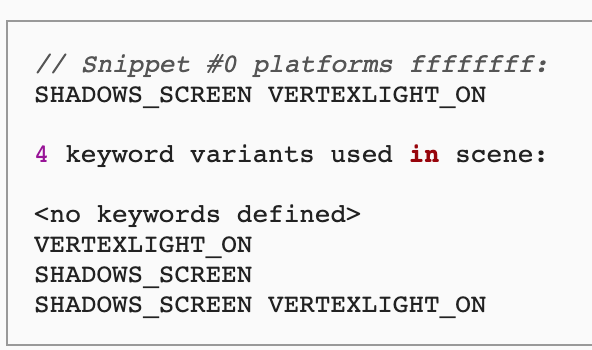 // Snippet #0 platforms ffffffff:
SHADOWS_SCREEN VERTEXLIGHT_ON
4 keyword variants used in scene:
<no keywords defined>
VERTEXLIGHT_ON
SHADOWS_SCREEN
SHADOWS_SCREEN VERTEXLIGHT_ON